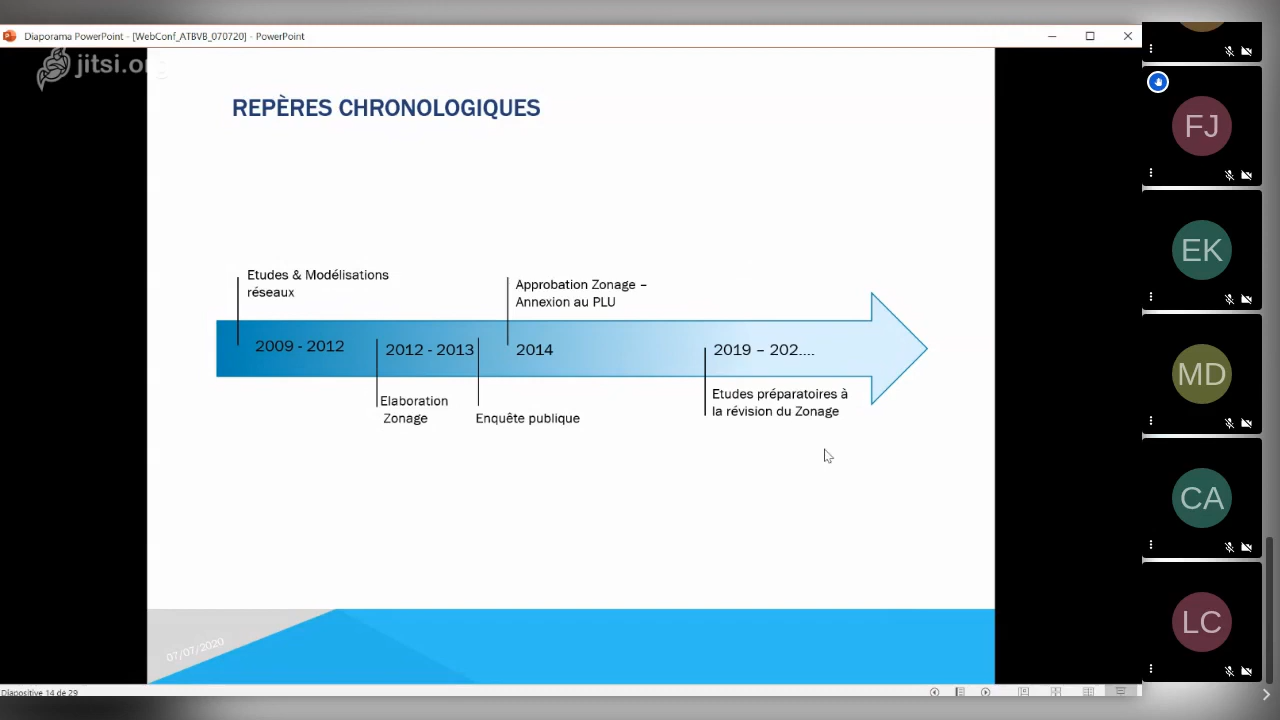 Diaporama PowerPoint - [WebConf_ATBVB_070720] - PowerPoint
jitsi.org
REPÈRES CHRONOLOGIQUES
Etudes & Modélisations
réseaux
Approbation Zonage –
Annexion au PLU
2009 - 2012
2012 - 2013
2014
2019 – 202....
Elaboration
Zonage
Enquête publique
Etudes préparatoires à
la révision du Zonage
07/07/2020
Diapositive 14 de 29
FJ
EK
MD
CA
LC